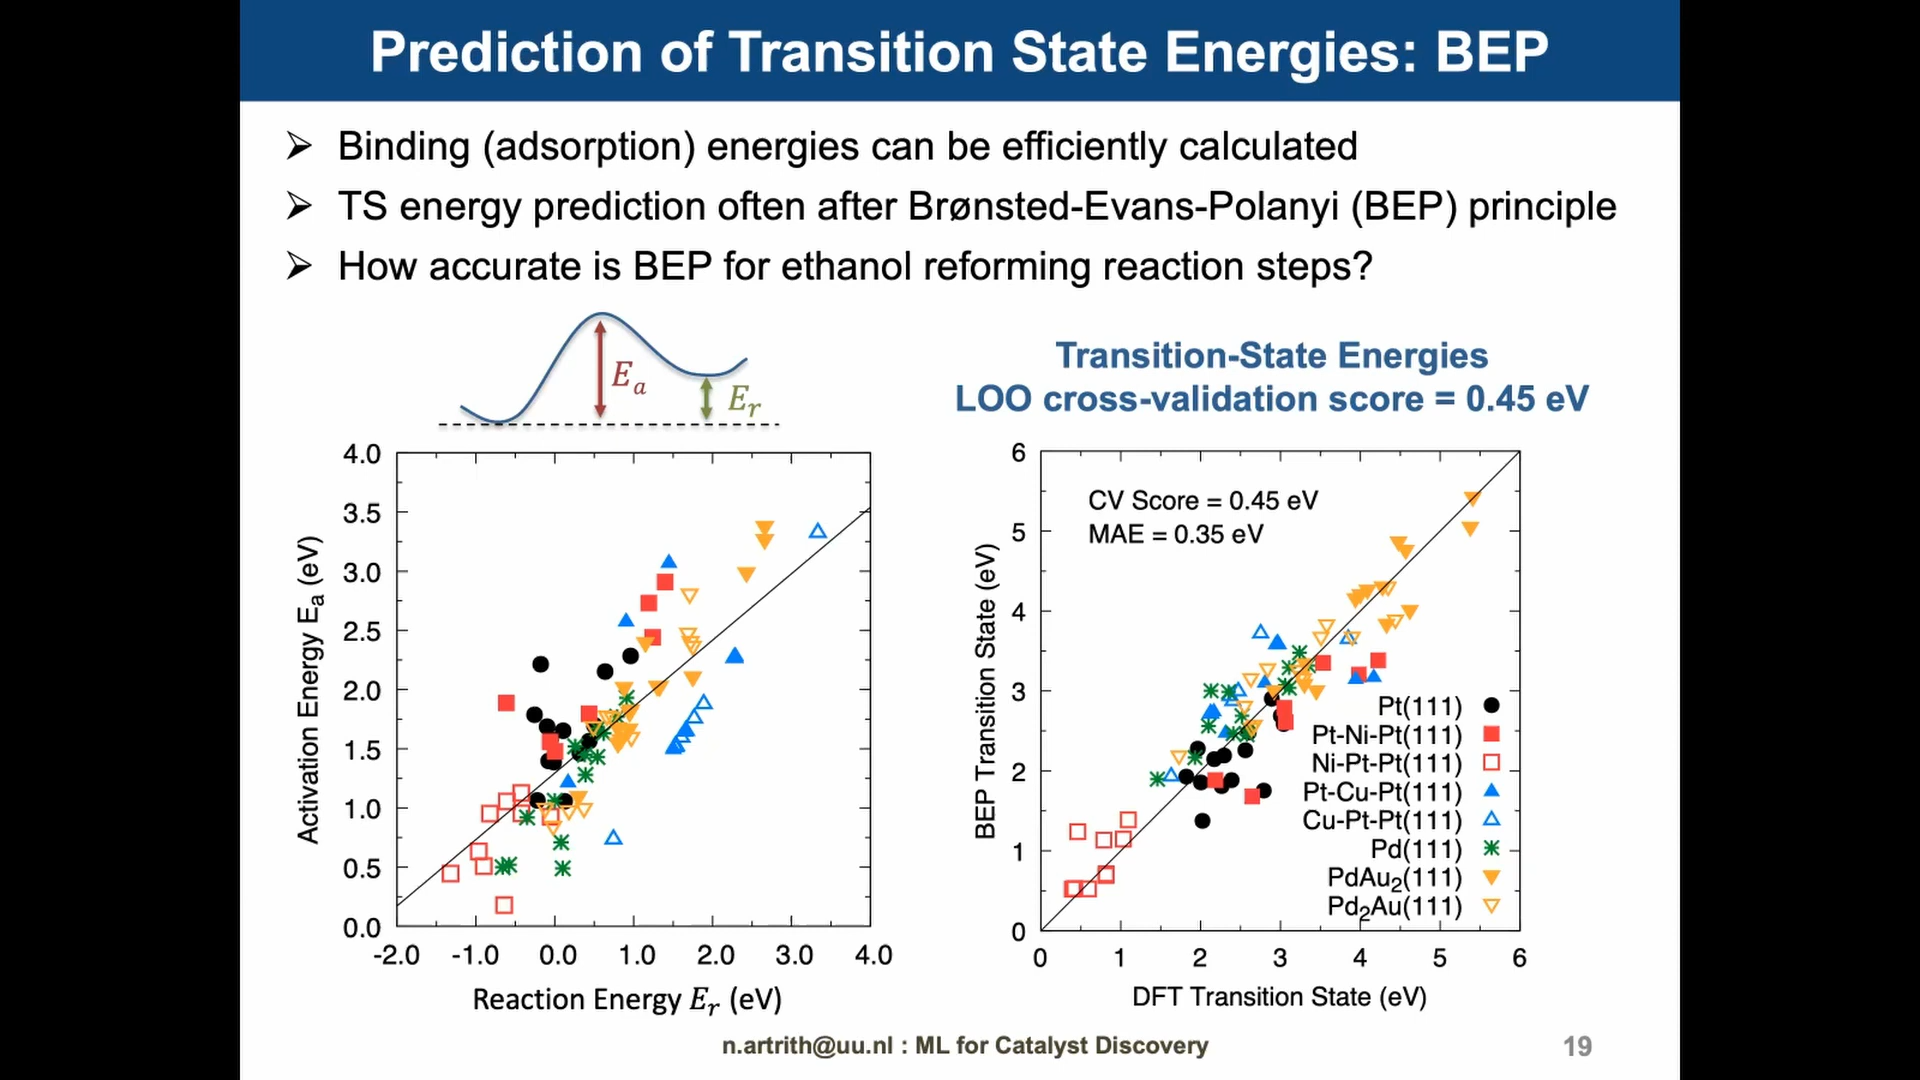 Prediction of Transition State Energies: BEP
➢ Binding (adsorption) energies can be efficiently calculated
➢ TS energy prediction often after Brønsted-Evans-Polanyi (BEP) principle
➢ How accurate is BEP for ethanol reforming reaction steps?
Eₐ
Eᵣ
Transition-State Energies
LOO cross-validation score = 0.45 eV
4.0
3.5
3.0
2.5
2.0
1.5
1.0
0.5
0.0
Activation Energy Eₐ (eV)
-2.0 -1.0 0.0 1.0 2.0 3.0 4.0
Reaction Energy Eᵣ (eV)
CV Score = 0.45 eV
MAE = 0.35 eV
6
5
4
3
2
1
0
BEP Transition State (eV)
Pt(111)
Pt-Ni-Pt(111)
Ni-Pt-Pt(111)
Pt-Cu-Pt(111)
Cu-Pt-Pt(111)
Pd(111)
PdAu₂(111)
Pd₂Au(111)
0 1 2 3 4 5 6
DFT Transition State (eV)
n.artrith@uu.nl : ML for Catalyst Discovery
19